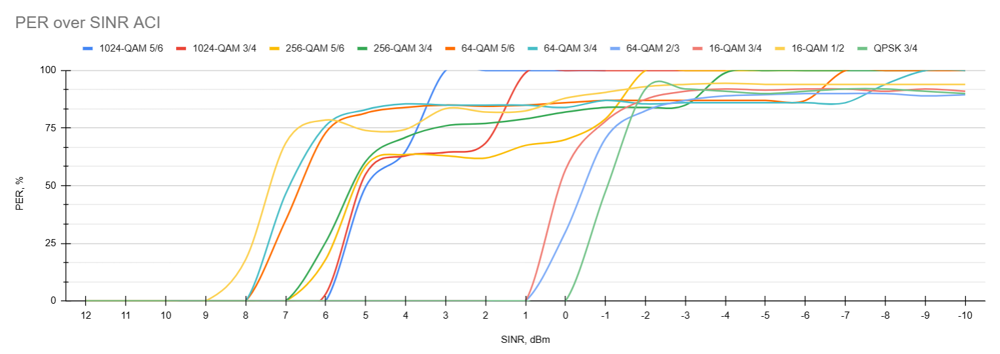 PER over SINR ACI
1024-QAM 5/6 1024-QAM 3/4 256-QAM 5/6 256-QAM 3/4 64-QAM 5/6 64-QAM 3/4 64-QAM 2/3 16-QAM 3/4 16-QAM 1/2 QPSK 3/4
PER, %
100
75
50
25
0
12 11 10 9 8 7 6 5 4 3 2 1 0 -1 -2 -3 -4 -5 -6 -7 -8 -9 -10
SINR, dBm